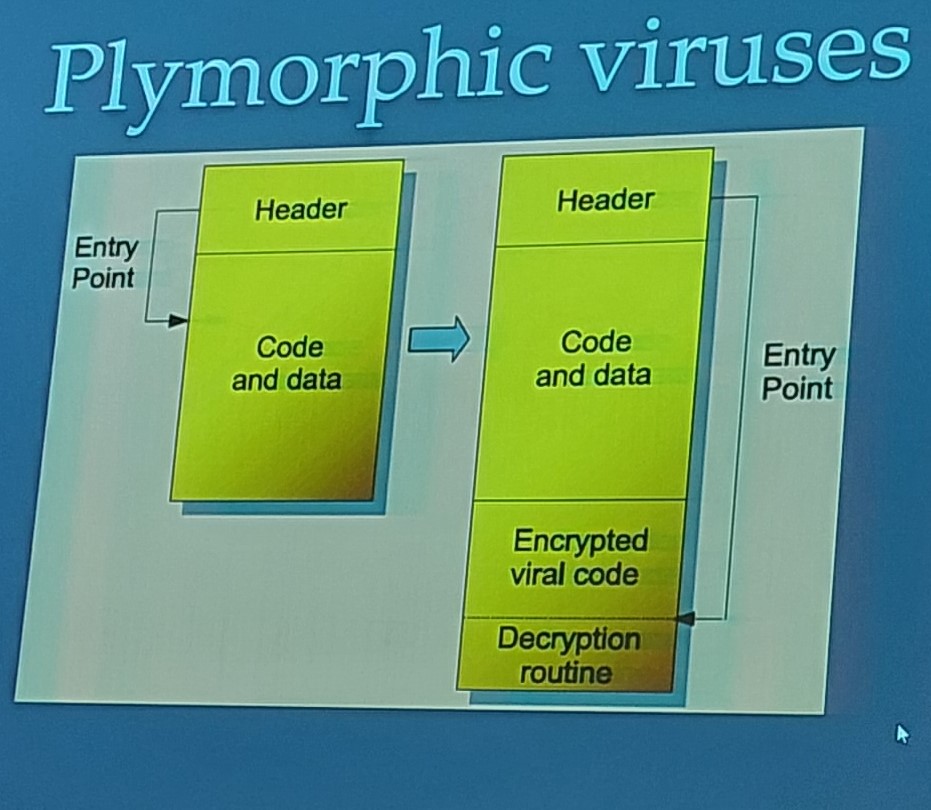 Plymorphic viruses
Header
Entry
Point
Code
and data
Header
Code
and data
Entry
Point
Encrypted
viral code
Decryption
routine